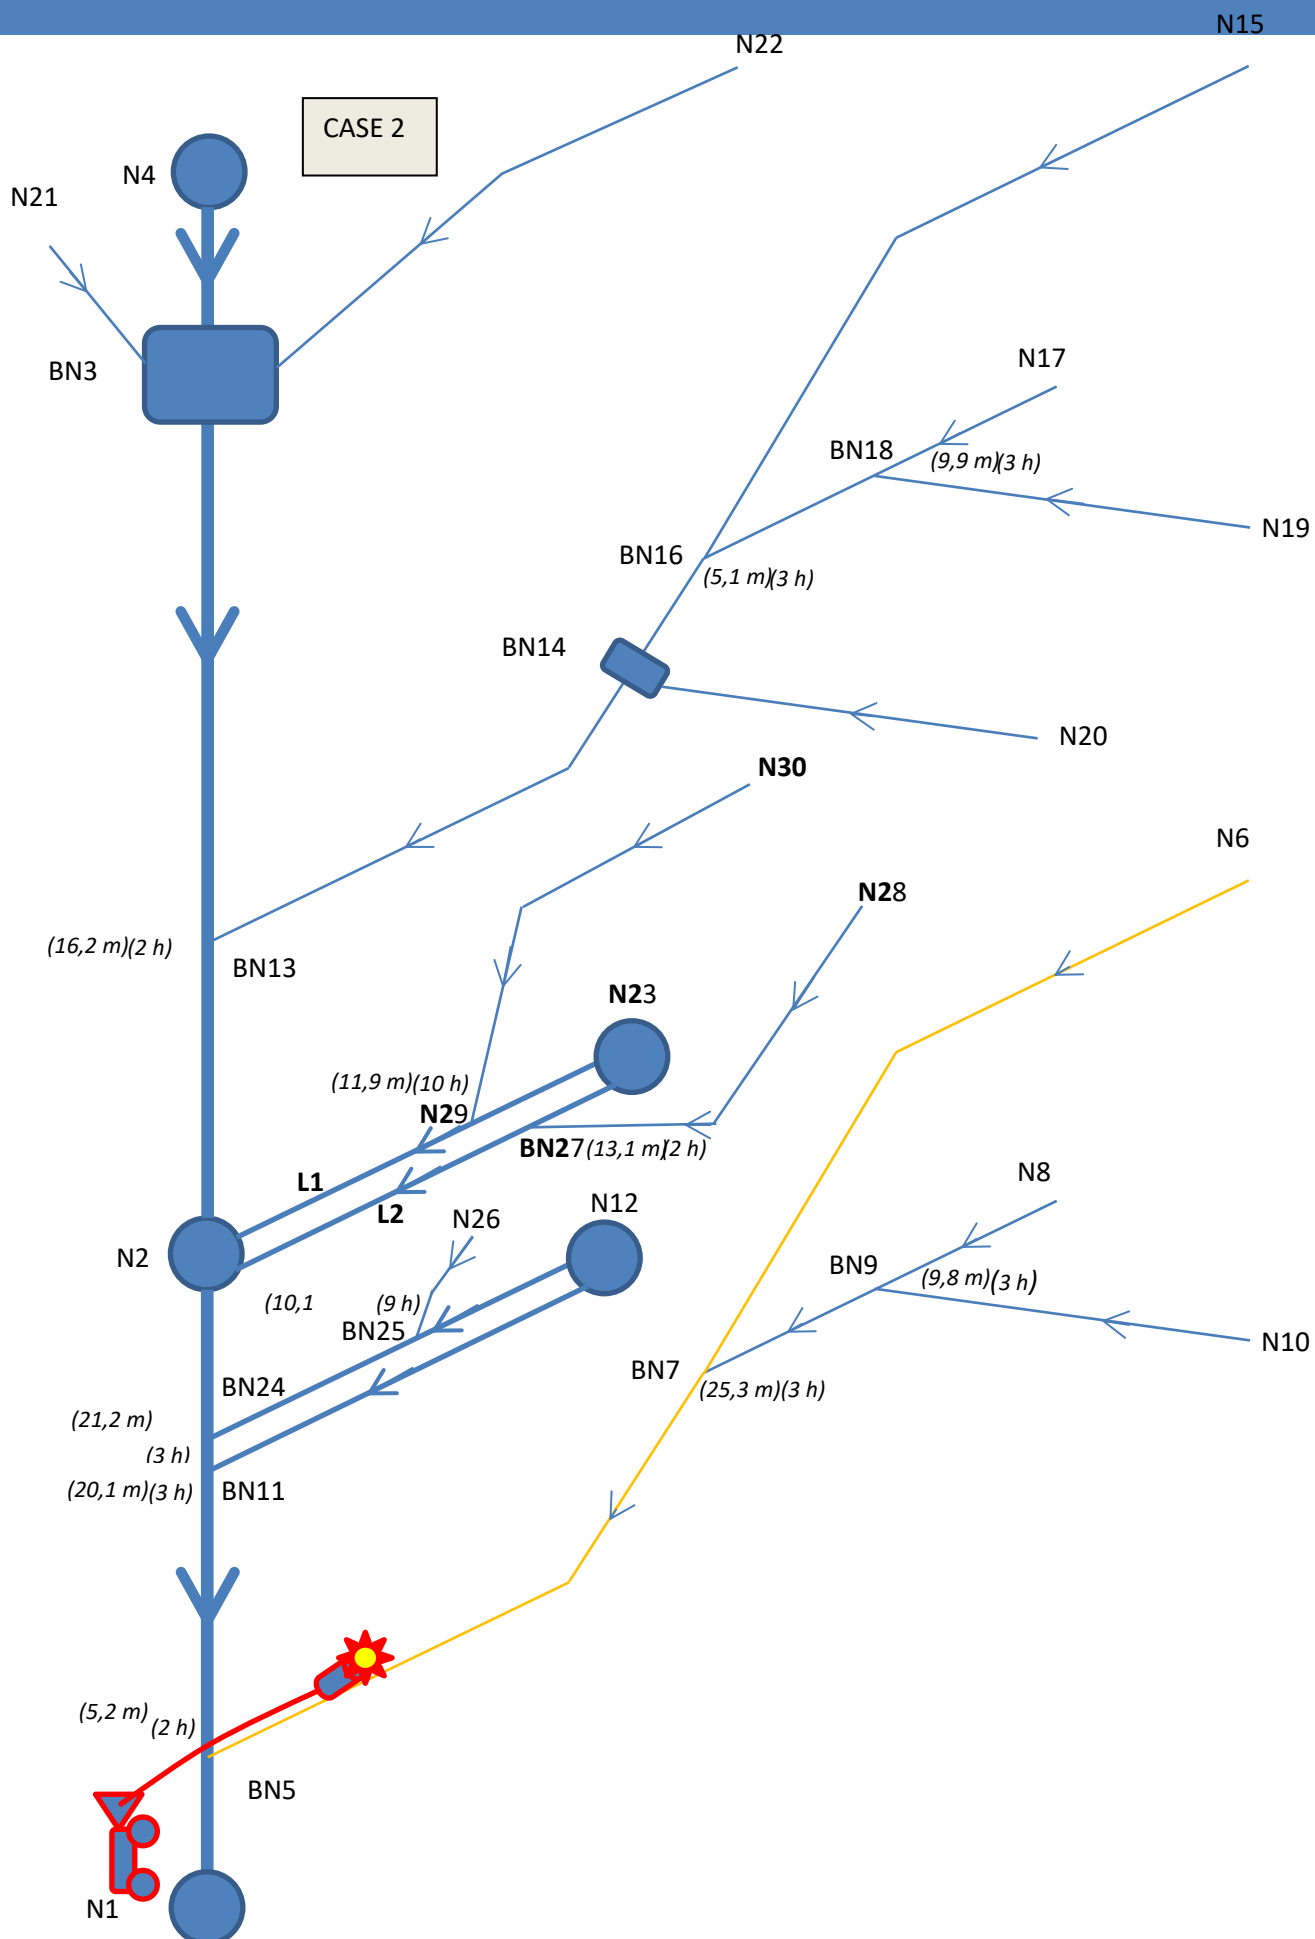 N15
N22
CASE 2
N4
N21
BN3
N17
BN18
(9,9 m)(3 h)
N19
BN16
(5,1 m)(3 h)
BN14
N20
N30
N6
N28
(16,2 m)(2 h)
BN13
N23
(11,9 m)(10 h)
N29
BN27(13,1 m)(2 h)
L1
N8
L2
N12
N26
N2
BN9
(9,8 m)(3 h)
(10,1
(9 h)
BN25
N10
BN7
BN24
(25,3 m)(3 h)
(21,2 m)
(3 h)
(20,1 m)(3 h)
BN11
(5,2 m)
(2 h)
BN5
N1